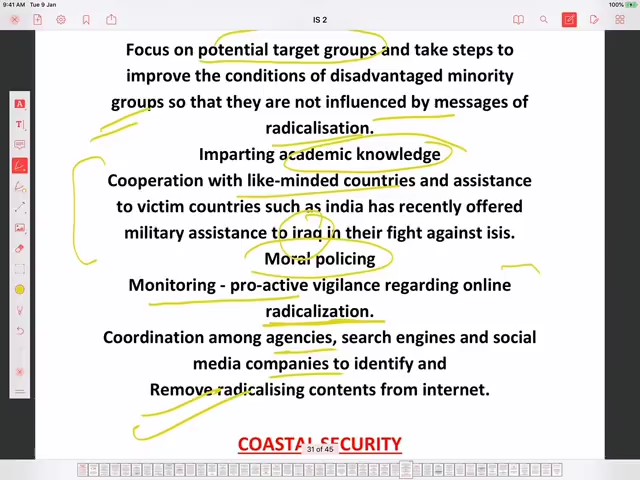 9:41 AM Tue 9 Jan
100%
IS 2
Focus on potential target groups and take steps to
improve the conditions of disadvantaged minority
groups so that they are not influenced by messages of
radicalisation.
Imparting academic knowledge
Cooperation with like-minded countries and assistance
to victim countries such as india has recently offered
military assistance to iraq in their fight against isis.
Moral policing
Monitoring - pro-active vigilance regarding online
radicalization.
Coordination among agencies, search engines and social
media companies to identify and
Remove radicalising contents from internet.
COASTAL SECURITY
31 of 45